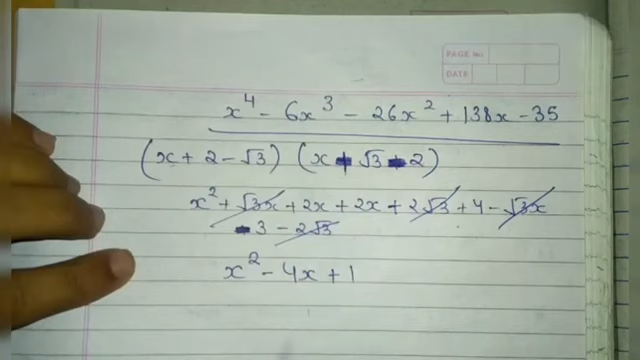 PAGE No:
DATE
x⁴ - 6x³ - 26x² + 138x - 35
(x + 2 - √3) (x + √3 + 2)
x² + √3x + 2x + 2x + 2√3 + 4 - √3x
- 3 - 2√3
x² - 4x + 1